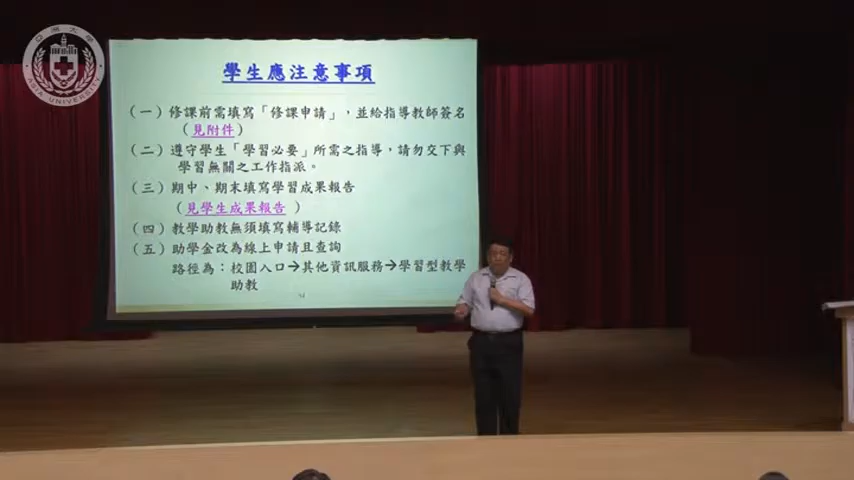 亞洲大學
ASIA UNIVERSITY
學生應注意事項
(一) 修課前需填寫「修課申請」，並給指導教師簽名
(見附件)
(二) 遵守學生「學習必要」所需之指導，請勿交下與
學習無關之工作指派。
(三) 期中、期末填寫學習成果報告
(見學生成果報告 )
(四) 教學助教無須填寫輔導記錄
(五) 助學金改為線上申請且查詢
路徑為：校園入口→其他資訊服務→學習型教學
助教